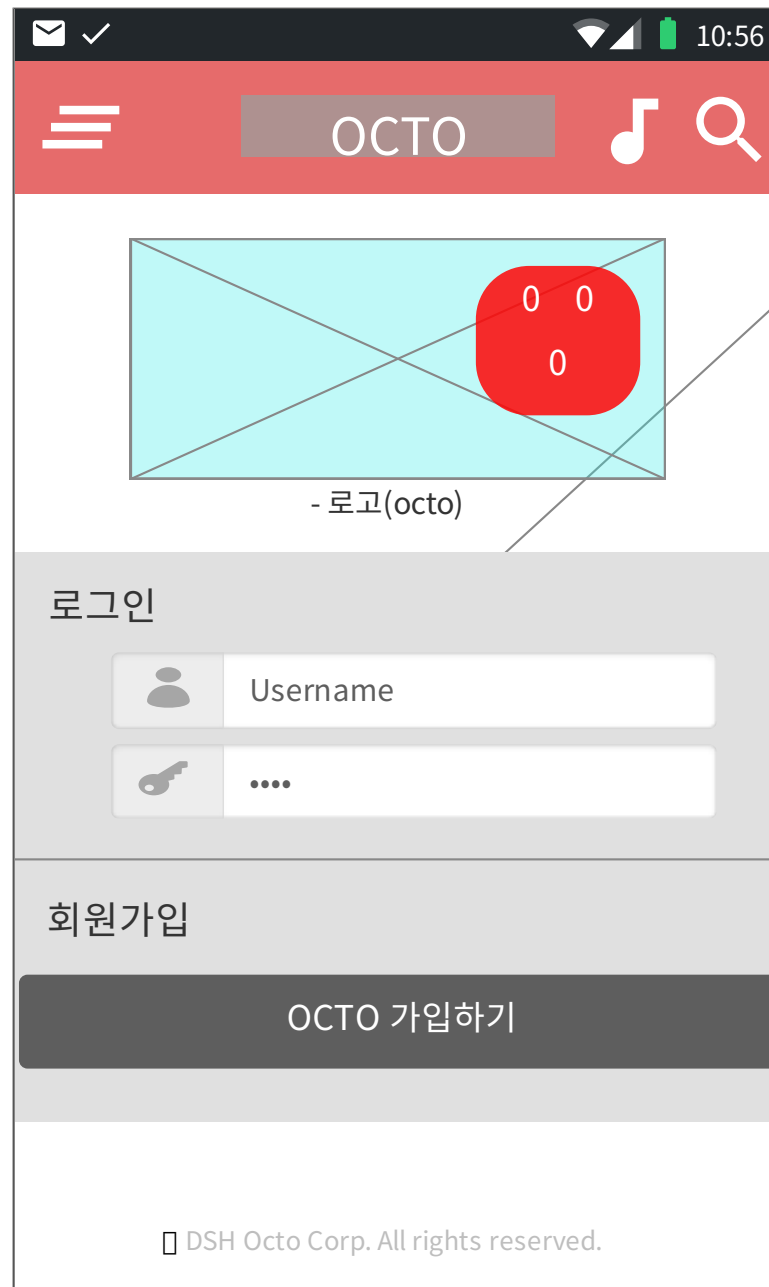 10:56
OCTO
0 0
0
- 로고(octo)
로그인
Username
••••
회원가입
OCTO 가입하기
▯ DSH Octo Corp. All rights reserved.